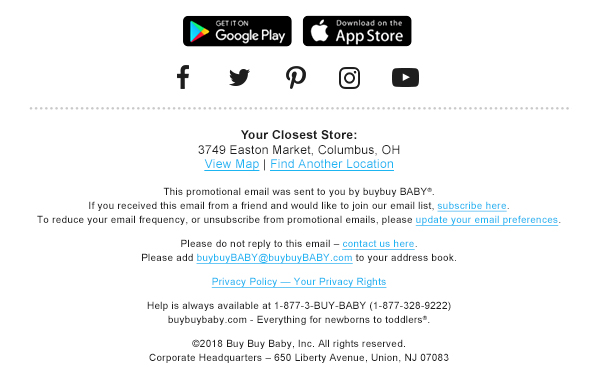 GET IT ON
Google Play
Download on the
App Store
Your Closest Store:
3749 Easton Market, Columbus, OH
View Map | Find Another Location
This promotional email was sent to you by buybuy BABY®.
If you received this email from a friend and would like to join our email list, subscribe here.
To reduce your email frequency, or unsubscribe from promotional emails, please update your email preferences.
Please do not reply to this email – contact us here.
Please add buybuyBABY@buybuyBABY.com to your address book.
Privacy Policy — Your Privacy Rights
Help is always available at 1-877-3-BUY-BABY (1-877-328-9222)
buybuybaby.com - Everything for newborns to toddlers®.
©2018 Buy Buy Baby, Inc. All rights reserved.
Corporate Headquarters – 650 Liberty Avenue, Union, NJ 07083